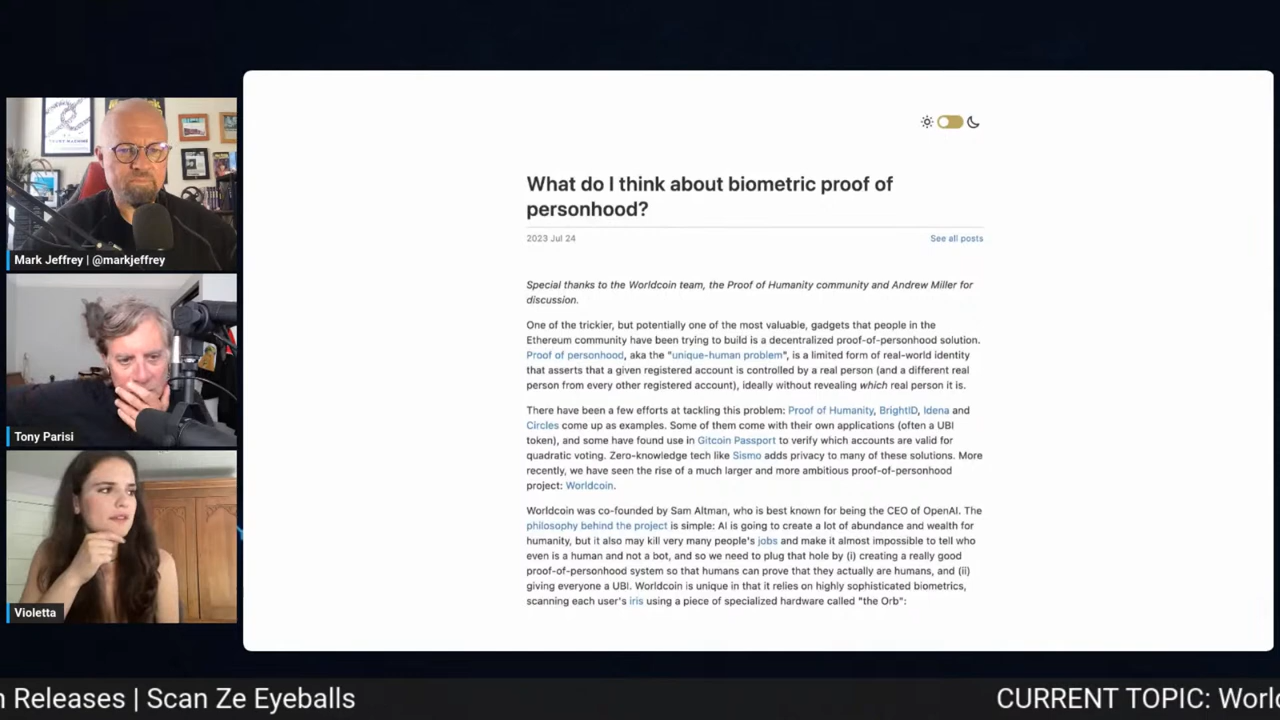 Mark Jeffrey | @markjeffrey
Tony Parisi
Violetta
What do I think about biometric proof of
personhood?
2023 Jul 24
See all posts
Special thanks to the Worldcoin team, the Proof of Humanity community and Andrew Miller for
discussion.
One of the trickier, but potentially one of the most valuable, gadgets that people in the
Ethereum community have been trying to build is a decentralized proof-of-personhood solution.
Proof of personhood, aka the "unique-human problem", is a limited form of real-world identity
that asserts that a given registered account is controlled by a real person (and a different real
person from every other registered account), ideally without revealing which real person it is.
There have been a few efforts at tackling this problem: Proof of Humanity, BrightID, Idena and
Circles come up as examples. Some of them come with their own applications (often a UBI
token), and some have found use in Gitcoin Passport to verify which accounts are valid for
quadratic voting. Zero-knowledge tech like Sismo adds privacy to many of these solutions. More
recently, we have seen the rise of a much larger and more ambitious proof-of-personhood
project: Worldcoin.
Worldcoin was co-founded by Sam Altman, who is best known for being the CEO of OpenAI. The
philosophy behind the project is simple: AI is going to create a lot of abundance and wealth for
humanity, but it also may kill very many people's jobs and make it almost impossible to tell who
even is a human and not a bot, and so we need to plug that hole by (i) creating a really good
proof-of-personhood system so that humans can prove that they actually are humans, and (ii)
giving everyone a UBI. Worldcoin is unique in that it relies on highly sophisticated biometrics,
scanning each user's iris using a piece of specialized hardware called "the Orb":
n Releases | Scan Ze Eyeballs
CURRENT TOPIC: World